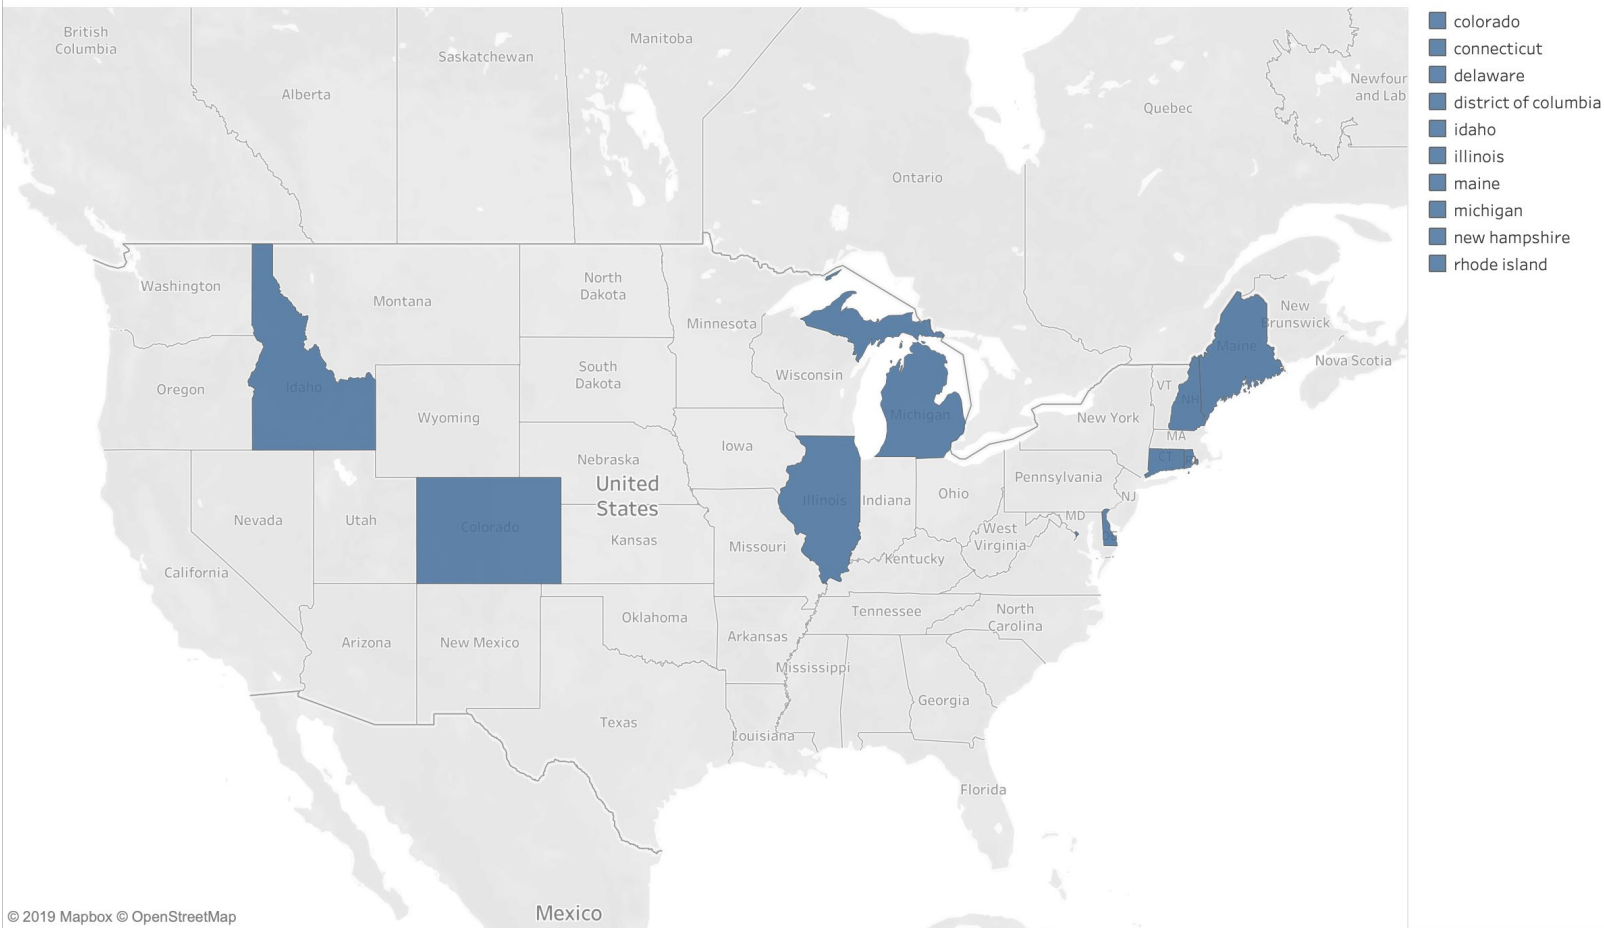 British
Columbia
Alberta
Saskatchewan
Manitoba
Ontario
Quebec
Newfour
and Lab
Washington
Montana
North
Dakota
Minnesota
New
Brunswick
Maine
Nova Scotia
Oregon
Idaho
South
Dakota
Wisconsin
Wyoming
Michigan
VT
NH
New York
MA
Iowa
Nebraska
CT
United
States
Nevada
Utah
Colorado
Kansas
Illinois
Indiana
Ohio
Pennsylvania
NJ
MD
DE
Missouri
West
Virginia
Kentucky
California
Arizona
New Mexico
Oklahoma
Arkansas
Tennessee
North
Carolina
Mississippi
Georgia
Texas
Louisiana
Florida
Mexico
© 2019 Mapbox © OpenStreetMap
colorado
connecticut
delaware
district of columbia
idaho
illinois
maine
michigan
new hampshire
rhode island